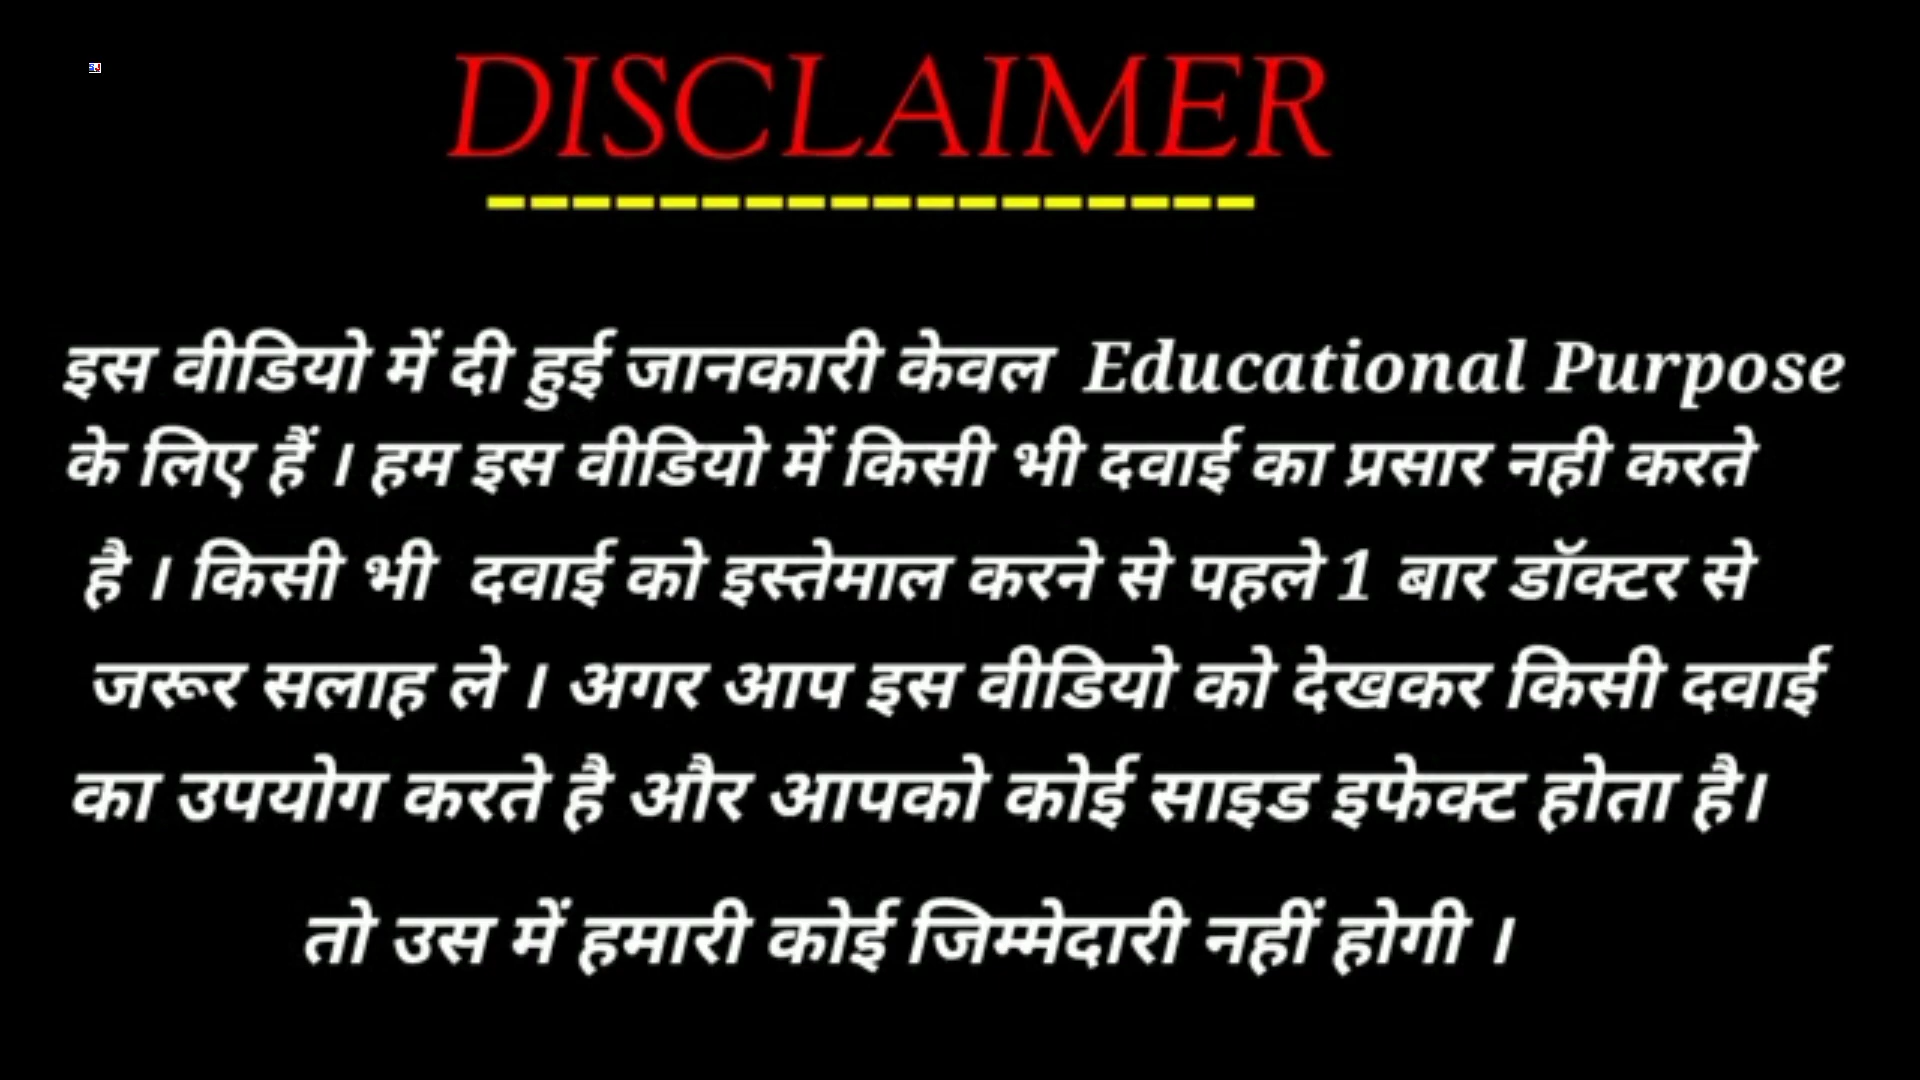 DISCLAIMER
------------------
इस वीडियो में दी हुई जानकारी केवल Educational Purpose
के लिए हैं । हम इस वीडियो में किसी भी दवाई का प्रसार नही करते
है । किसी भी दवाई को इस्तेमाल करने से पहले 1 बार डॉक्टर से
जरूर सलाह ले । अगर आप इस वीडियो को देखकर किसी दवाई
का उपयोग करते है और आपको कोई साइड इफेक्ट होता है।
तो उस में हमारी कोई जिम्मेदारी नहीं होगी ।